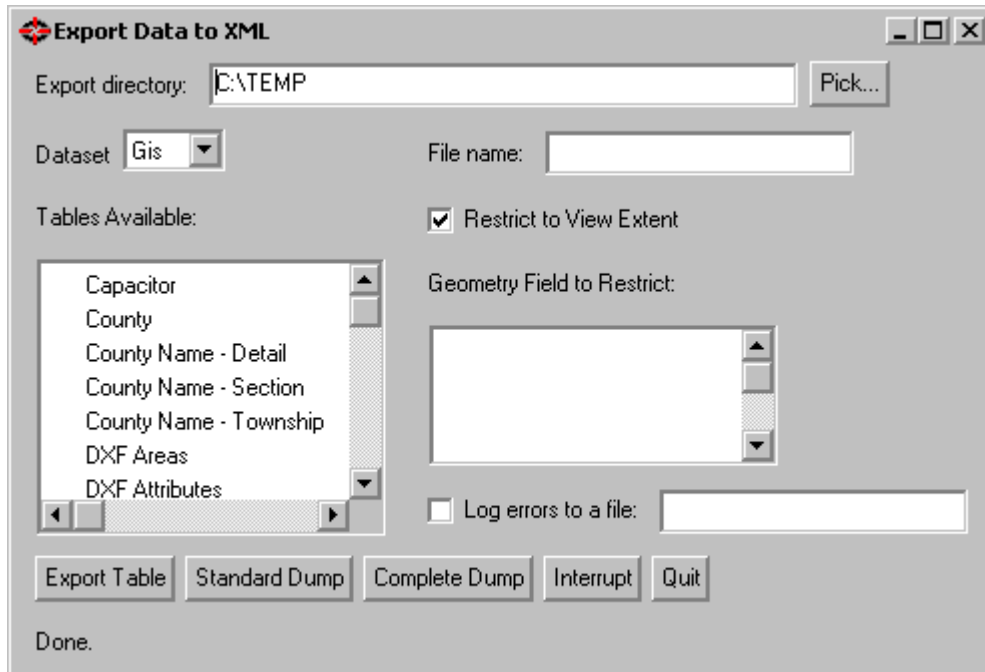 Export Data to XML
Export directory: C:\TEMP Pick...
Dataset Gis File name:
Tables Available: Restrict to View Extent
Capacitor
County
County Name - Detail
County Name - Section
County Name - Township
DXF Areas
DXF Attributes
Geometry Field to Restrict:
Log errors to a file:
Export Table Standard Dump Complete Dump Interrupt Quit
Done.